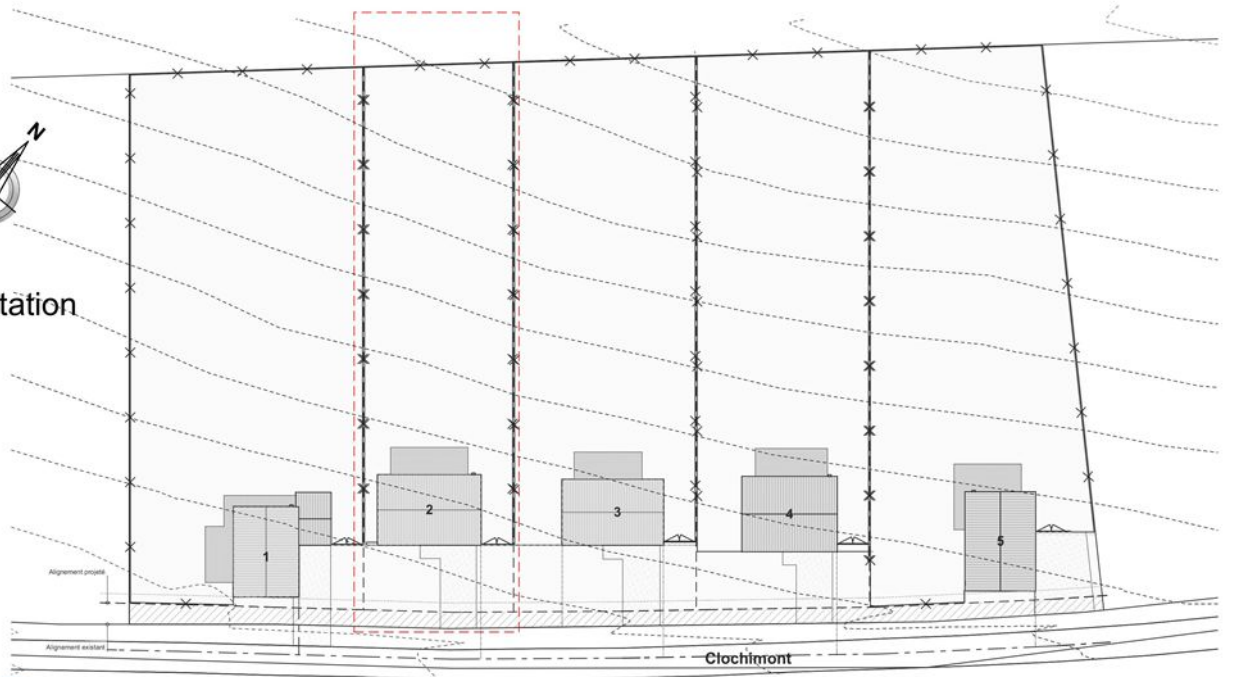 N
tation
1
2
3
4
5
Alignement projeté
Alignement existant
Clochimont